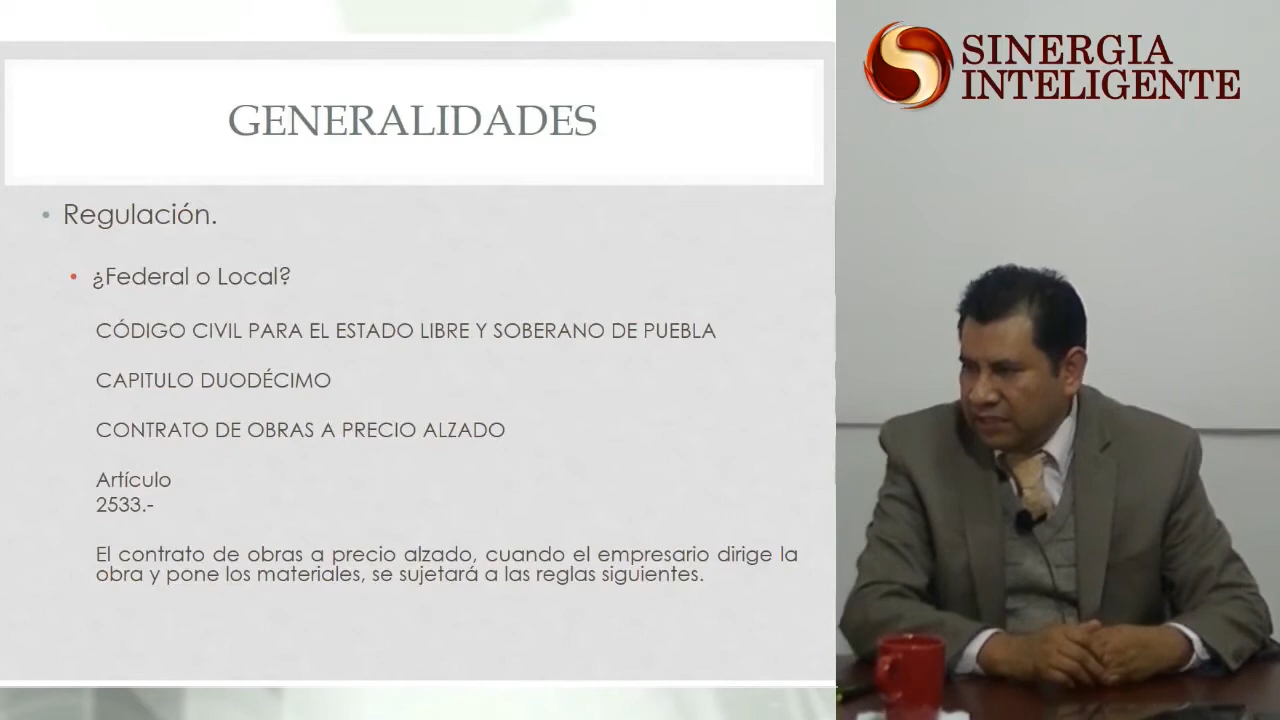 GENERALIDADES
• Regulación.
• ¿Federal o Local?
CÓDIGO CIVIL PARA EL ESTADO LIBRE Y SOBERANO DE PUEBLA
CAPITULO DUODÉCIMO
CONTRATO DE OBRAS A PRECIO ALZADO
Artículo
2533.-
El contrato de obras a precio alzado, cuando el empresario dirige la
obra y pone los materiales, se sujetará a las reglas siguientes.
SINERGIA
INTELIGENTE